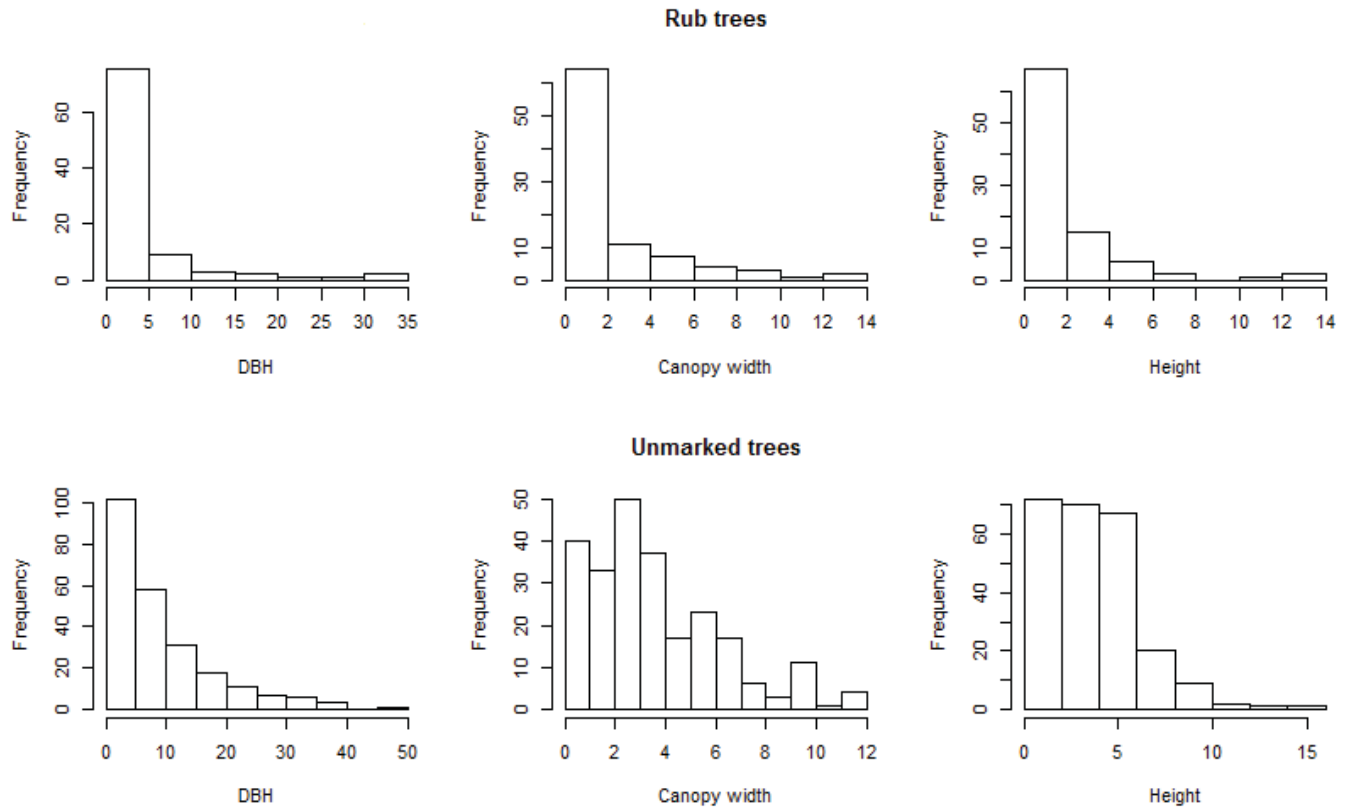 Rub trees
Frequency
0 20 40 60
0 5 10 15 20 25 30 35
DBH
Frequency
0 10 30 50
0 2 4 6 8 10 12 14
Canopy width
Frequency
0 10 30 50
0 2 4 6 8 10 12 14
Height
Unmarked trees
Frequency
0 20 40 60 80 100
0 10 20 30 40 50
DBH
Frequency
0 10 20 30 40 50
0 2 4 6 8 10 12
Canopy width
Frequency
0 20 40 60
0 5 10 15
Height